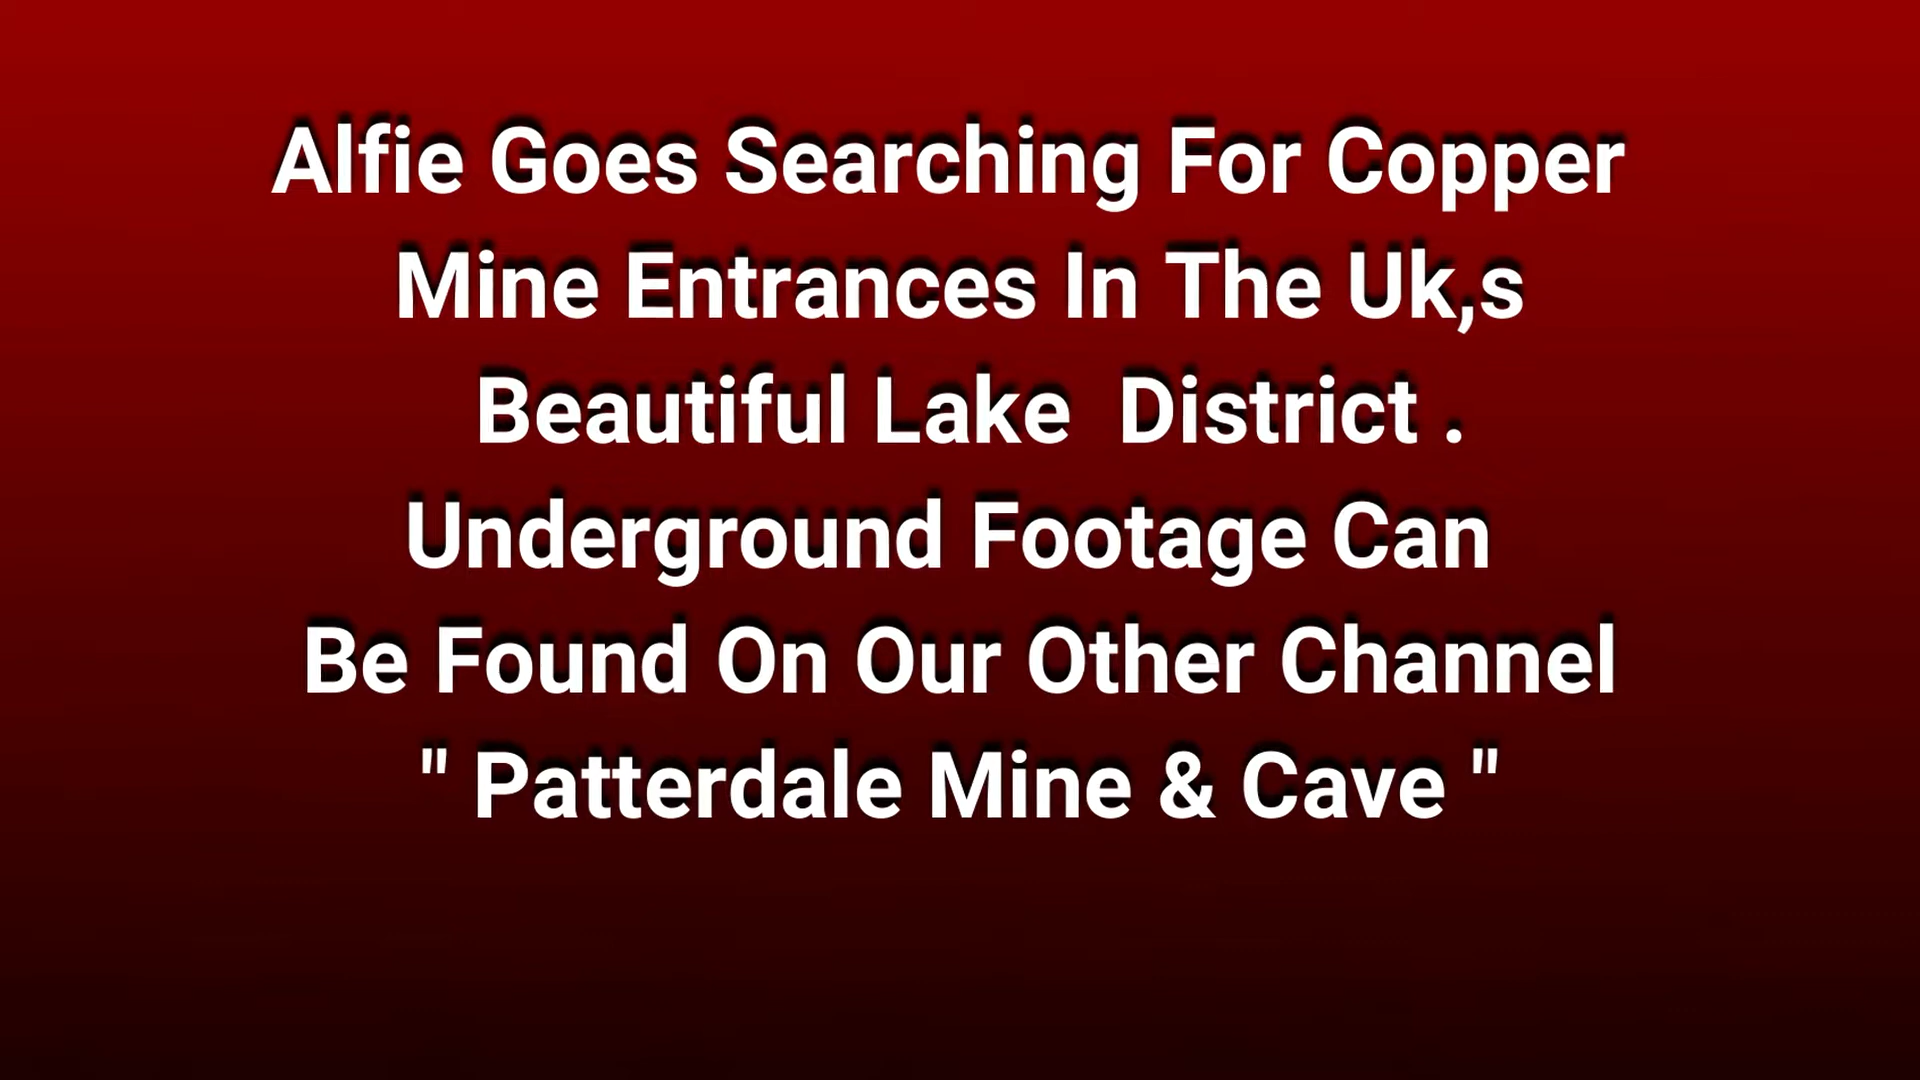 Alfie Goes Searching For Copper
Mine Entrances In The Uk,s
Beautiful Lake  District .
Underground Footage Can
Be Found On Our Other Channel
" Patterdale Mine & Cave "